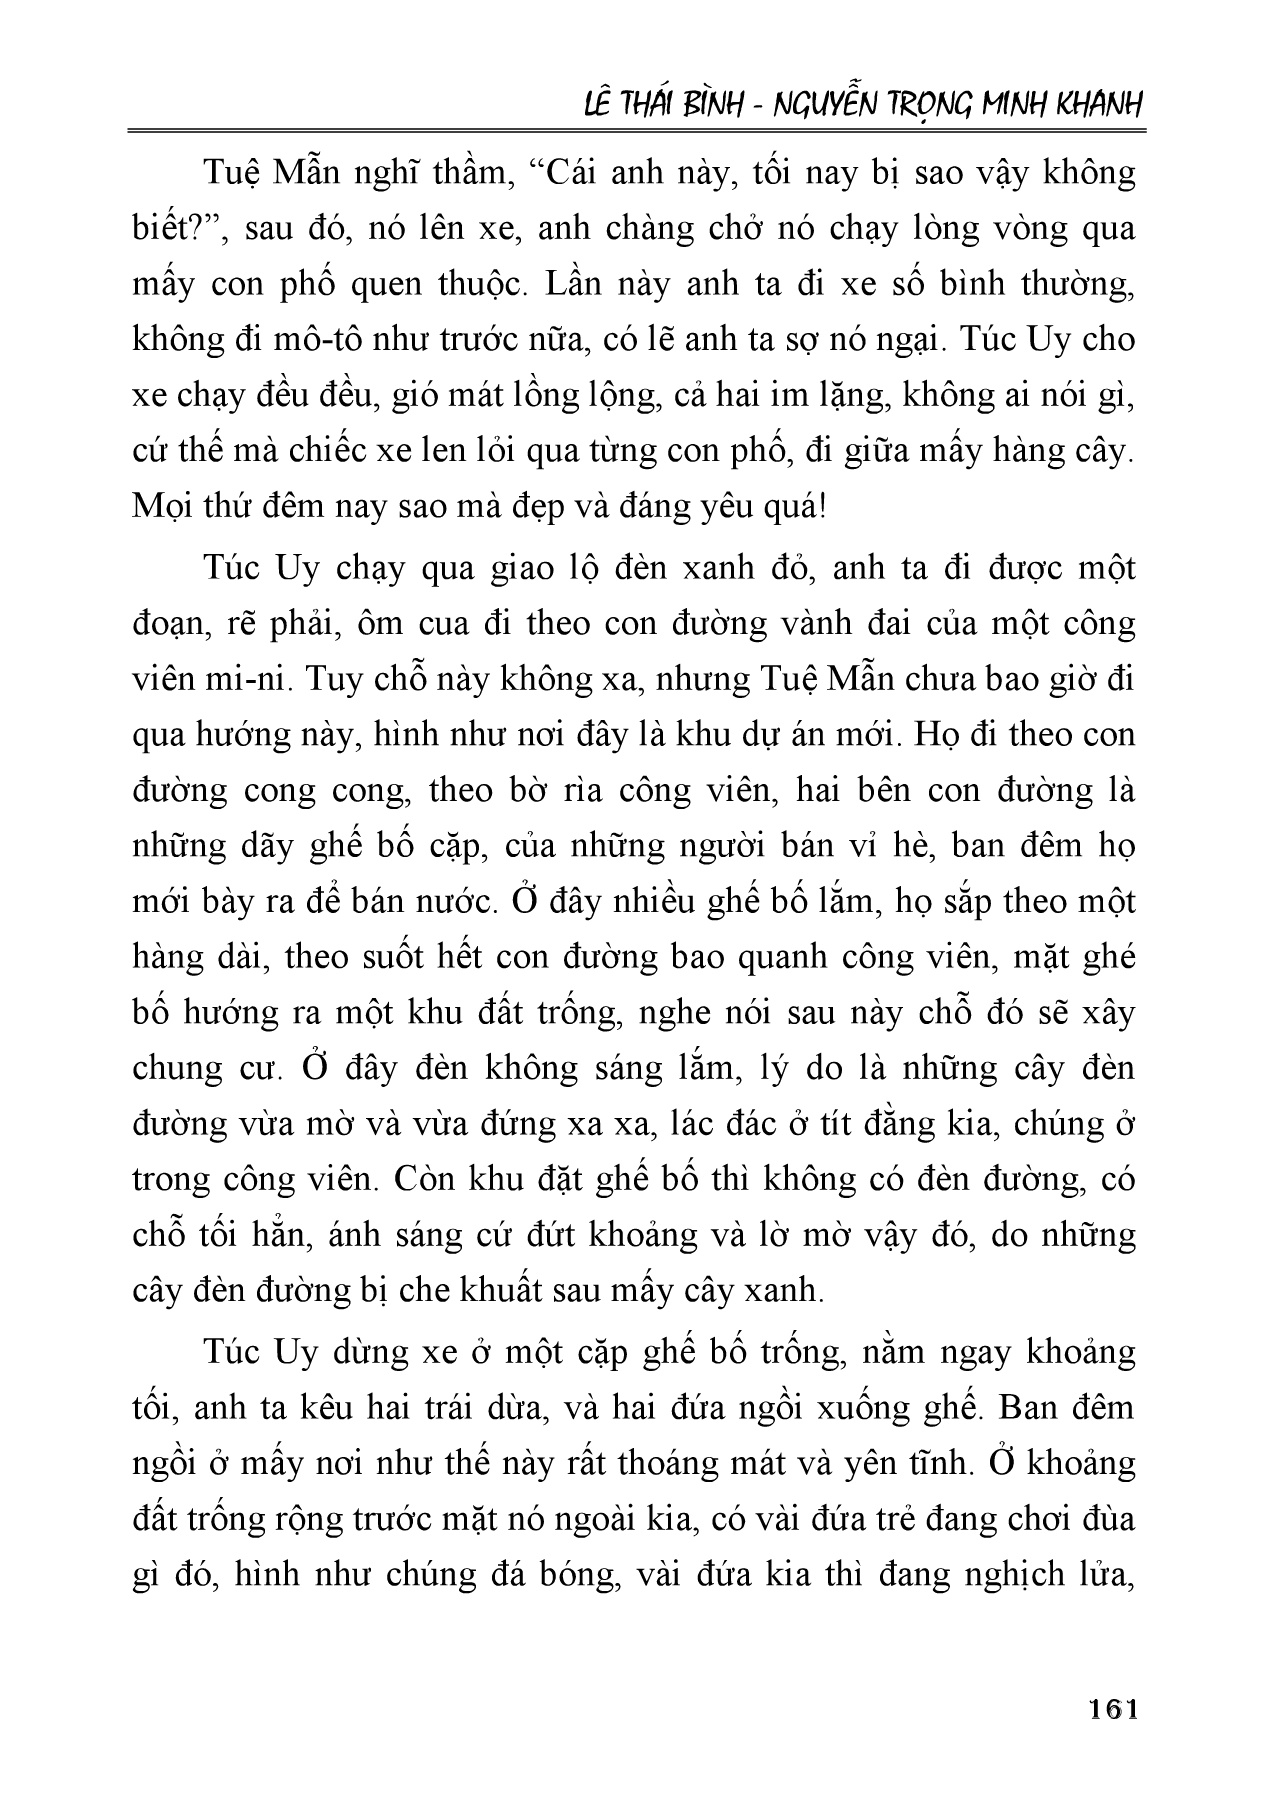 LÊ THÁI BÌNH - NGUYỄN TRỌNG MINH KHANH
Tuệ Mẫn nghĩ thầm, “Cái anh này, tối nay bị sao vậy không
biết?”, sau đó, nó lên xe, anh chàng chở nó chạy lòng vòng qua
mấy con phố quen thuộc. Lần này anh ta đi xe số bình thường,
không đi mô-tô như trước nữa, có lẽ anh ta sợ nó ngại. Túc Uy cho
xe chạy đều đều, gió mát lồng lộng, cả hai im lặng, không ai nói gì,
cứ thế mà chiếc xe len lỏi qua từng con phố, đi giữa mấy hàng cây.
Mọi thứ đêm nay sao mà đẹp và đáng yêu quá!
Túc Uy chạy qua giao lộ đèn xanh đỏ, anh ta đi được một
đoạn, rẽ phải, ôm cua đi theo con đường vành đai của một công
viên mi-ni. Tuy chỗ này không xa, nhưng Tuệ Mẫn chưa bao giờ đi
qua hướng này, hình như nơi đây là khu dự án mới. Họ đi theo con
đường cong cong, theo bờ rìa công viên, hai bên con đường là
những dãy ghế bố cặp, của những người bán vỉ hè, ban đêm họ
mới bày ra để bán nước. Ở đây nhiều ghế bố lắm, họ sắp theo một
hàng dài, theo suốt hết con đường bao quanh công viên, mặt ghé
bố hướng ra một khu đất trống, nghe nói sau này chỗ đó sẽ xây
chung cư. Ở đây đèn không sáng lắm, lý do là những cây đèn
đường vừa mờ và vừa đứng xa xa, lác đác ở tít đằng kia, chúng ở
trong công viên. Còn khu đặt ghế bố thì không có đèn đường, có
chỗ tối hẳn, ánh sáng cứ đứt khoảng và lờ mờ vậy đó, do những
cây đèn đường bị che khuất sau mấy cây xanh.
Túc Uy dừng xe ở một cặp ghế bố trống, nằm ngay khoảng
tối, anh ta kêu hai trái dừa, và hai đứa ngồi xuống ghế. Ban đêm
ngồi ở mấy nơi như thế này rất thoáng mát và yên tĩnh. Ở khoảng
đất trống rộng trước mặt nó ngoài kia, có vài đứa trẻ đang chơi đùa
gì đó, hình như chúng đá bóng, vài đứa kia thì đang nghịch lửa,
161